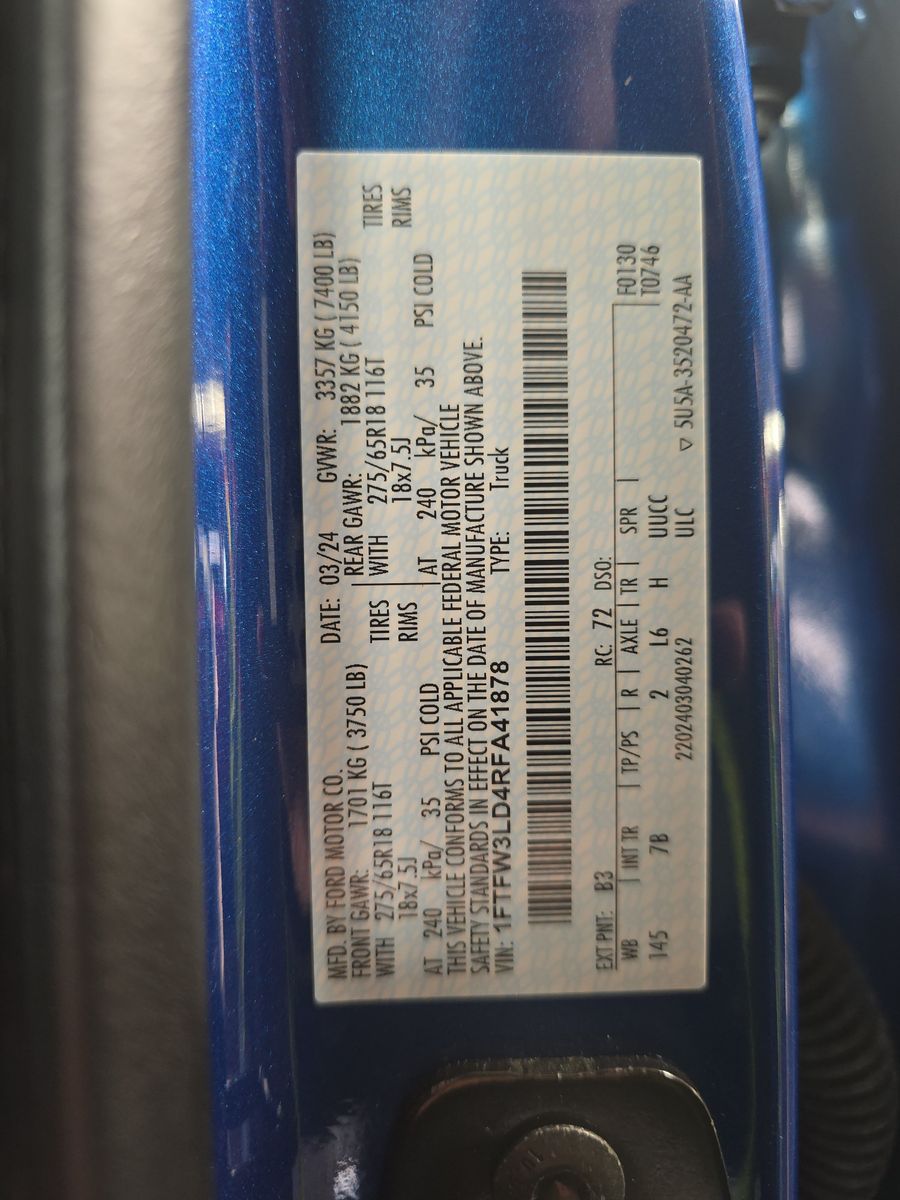 MFD. BY FORD MOTOR CO. DATE: 03/24 GVWR: 3357 KG ( 7400 LB)
FRONT GAWR: 1701 KG ( 3750 LB) REAR GAWR: 1882 KG ( 4150 LB)
WITH 275/65R18 116T TIRES WITH 275/65R18 116T TIRES
18x7.5J RIMS 18x7.5J RIMS
AT 240 kPa/ 35 PSI COLD AT 240 kPa/ 35 PSI COLD
THIS VEHICLE CONFORMS TO ALL APPLICABLE FEDERAL MOTOR VEHICLE
SAFETY STANDARDS IN EFFECT ON THE DATE OF MANUFACTURE SHOWN ABOVE.
VIN: 1FTFW3LD4RFA41878 TYPE: Truck
EXT PNT: B3 RC: 72 DSO:
WB INT TR TP/PS R AXLE TR SPR F0130
145 7B 2 L6 H UUCC T0746
2202403040262 ULC ▽ 5U5A-3520472-AA